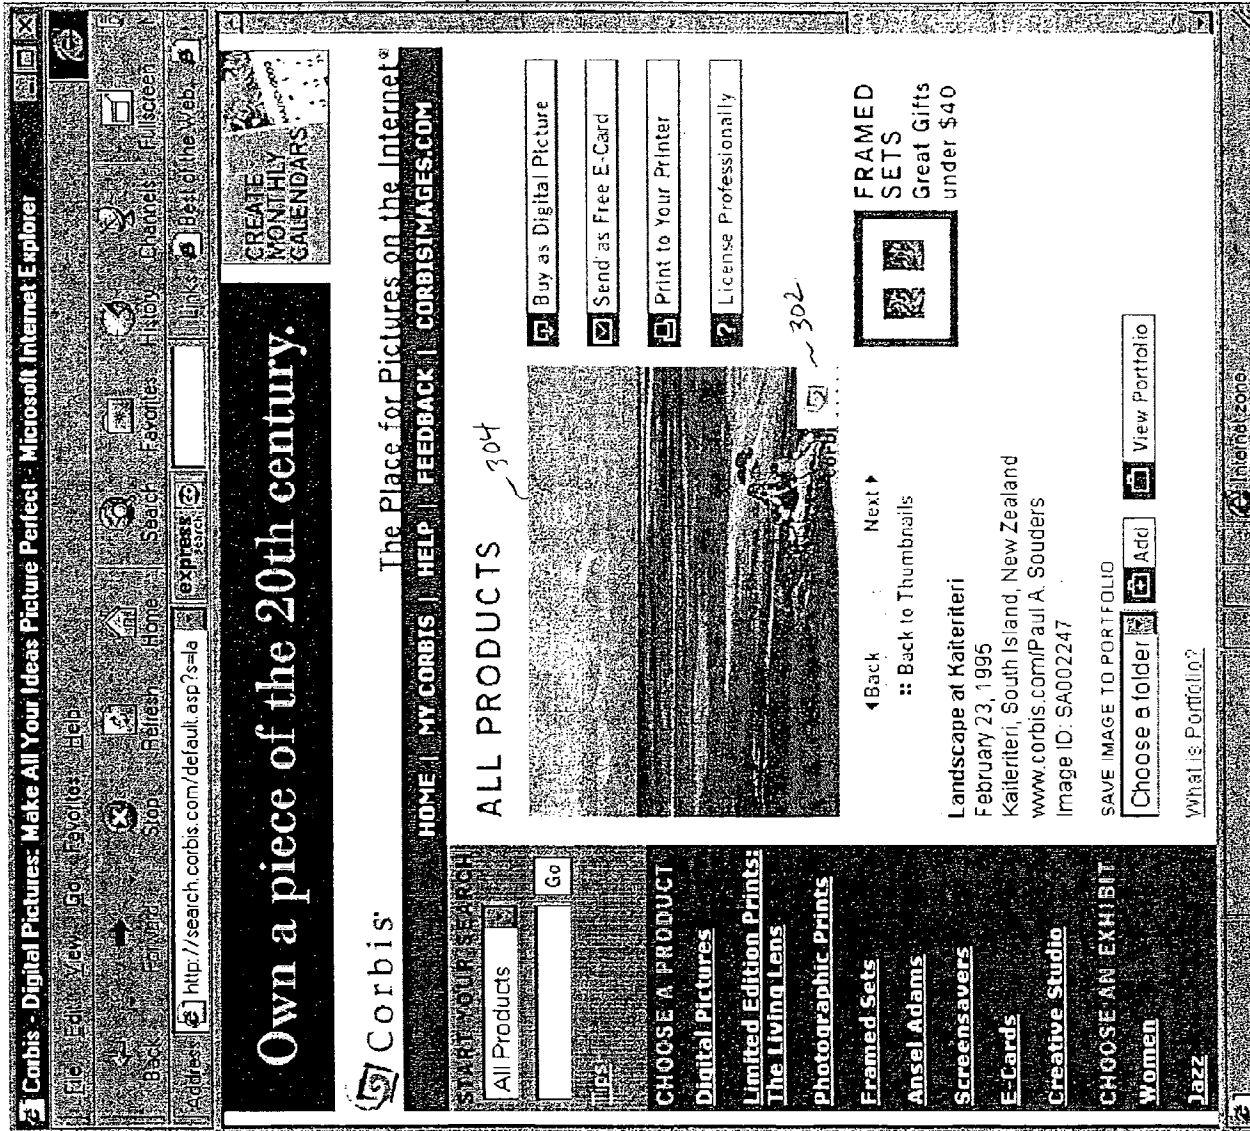 Corbis - Digital Pictures: Make All Your Ideas Picture Perfect - Microsoft Internet Explorer
File Edit View Go Favorites Help
Back Forward Stop Refresh Home Search Favorites History Channels Fullscreen
Address http://search.corbis.com/default.asp?s=la express search Links Best of the Web
Own a piece of the 20th century.
CREATE
MONTHLY
CALENDARS
Corbis
The Place for Pictures on the Internet
HOME | MY CORBIS | HELP | FEEDBACK | CORBISIMAGES.COM
START YOUR SEARCH
All Products
Go
Tips
CHOOSE A PRODUCT
Digital Pictures
Limited Edition Prints:
The Living Lens
Photographic Prints
Framed Sets
Ansel Adams
Screensavers
E-Cards
Creative Studio
CHOOSE AN EXHIBIT
Women
Jazz
ALL PRODUCTS
304
302
Back Next
:: Back to Thumbnails
Landscape at Kaiteriteri
February 23, 1995
Kaiteriteri, South Island, New Zealand
www.corbis.com/Paul A. Souders
Image ID: SA002247
SAVE IMAGE TO PORTFOLIO
Choose a folder Add View Portfolio
What is Portfolio?
Buy as Digital Picture
Send as Free E-Card
Print to Your Printer
? License Professionally
FRAMED
SETS
Great Gifts
under $40
Internet zone